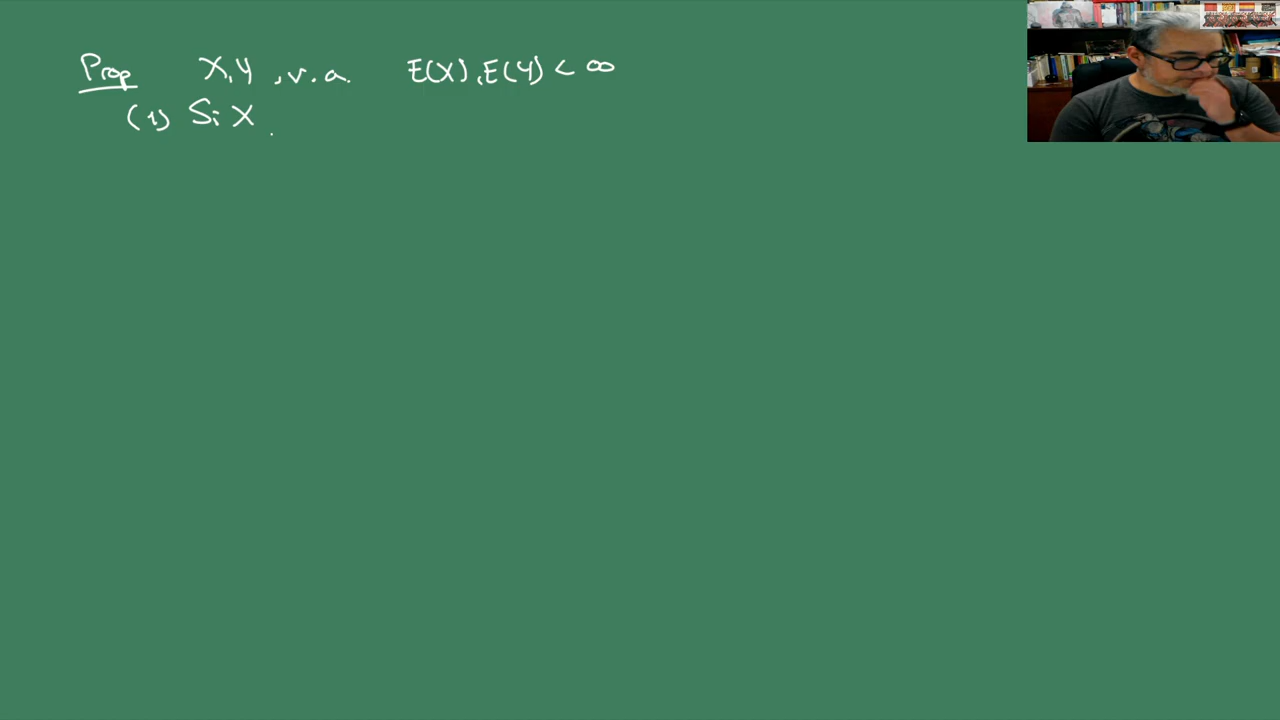 Prop X, Y, v.a. E(X), E(Y) < ∞
(1) Si X